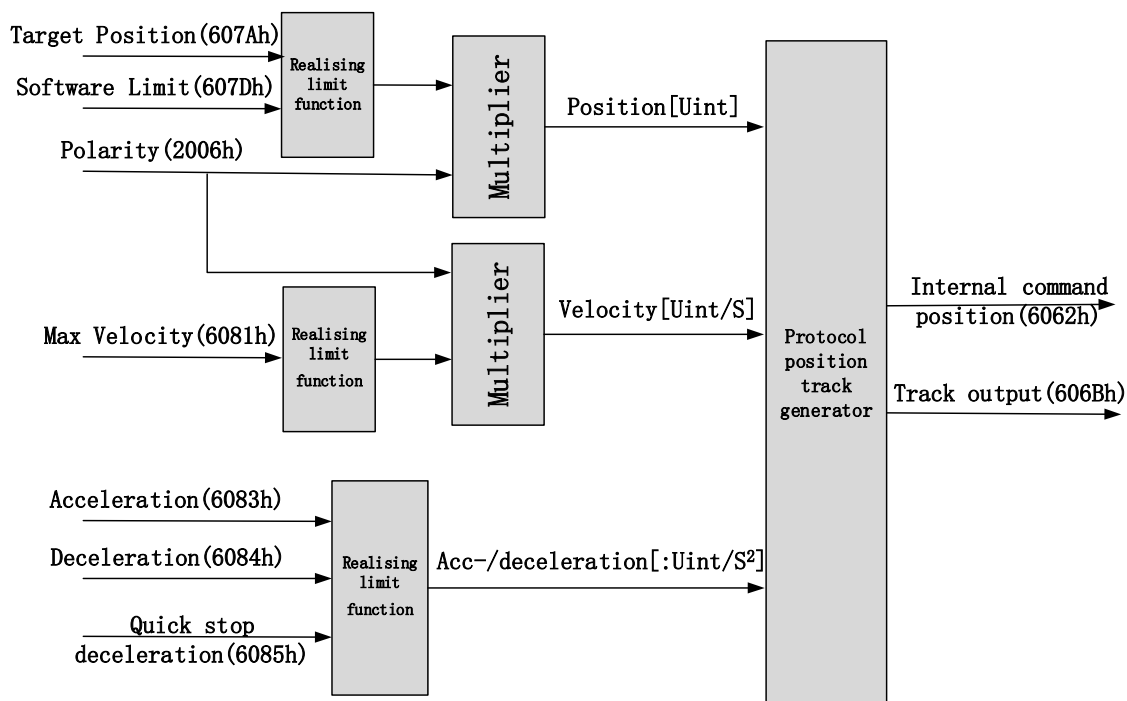 Target Position(607Ah)
Software Limit(607Dh)
Realising
limit
function
Polarity(2006h)
Multiplier
Position[Uint]
Max Velocity(6081h)
Realising
limit
function
Multiplier
Velocity[Uint/S]
Acceleration(6083h)
Deceleration(6084h)
Quick stop
deceleration(6085h)
Realising
limit
function
Acc-/deceleration[:Uint/S²]
Protocol
position
track
generator
Internal command
position(6062h)
Track output(606Bh)